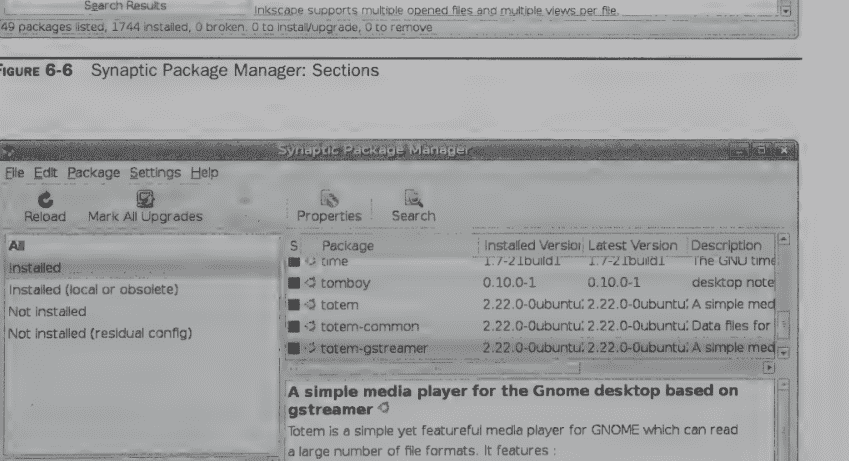 Search Results
Inkscape supports multiple opened files and multiple views per file.
49 packages listed, 1744 installed, 0 broken. 0 to install/upgrade, 0 to remove
FIGURE 6-6 Synaptic Package Manager: Sections
Synaptic Package Manager
File Edit Package Settings Help
Reload Mark All Upgrades Properties Search
All
Installed
Installed (local or obsolete)
Not installed
Not installed (residual config)
S Package Installed Version Latest Version Description
time 1.7-21build1 1.7-21build1 The GNU time
tomboy 0.10.0-1 0.10.0-1 desktop note
totem 2.22.0-0ubuntu 2.22.0-0ubuntu A simple med
totem-common 2.22.0-0ubuntu 2.22.0-0ubuntu Data files for
totem-gstreamer 2.22.0-0ubuntu 2.22.0-0ubuntu A simple med
A simple media player for the Gnome desktop based on
gstreamer
Totem is a simple yet featureful media player for GNOME which can read
a large number of file formats. It features :